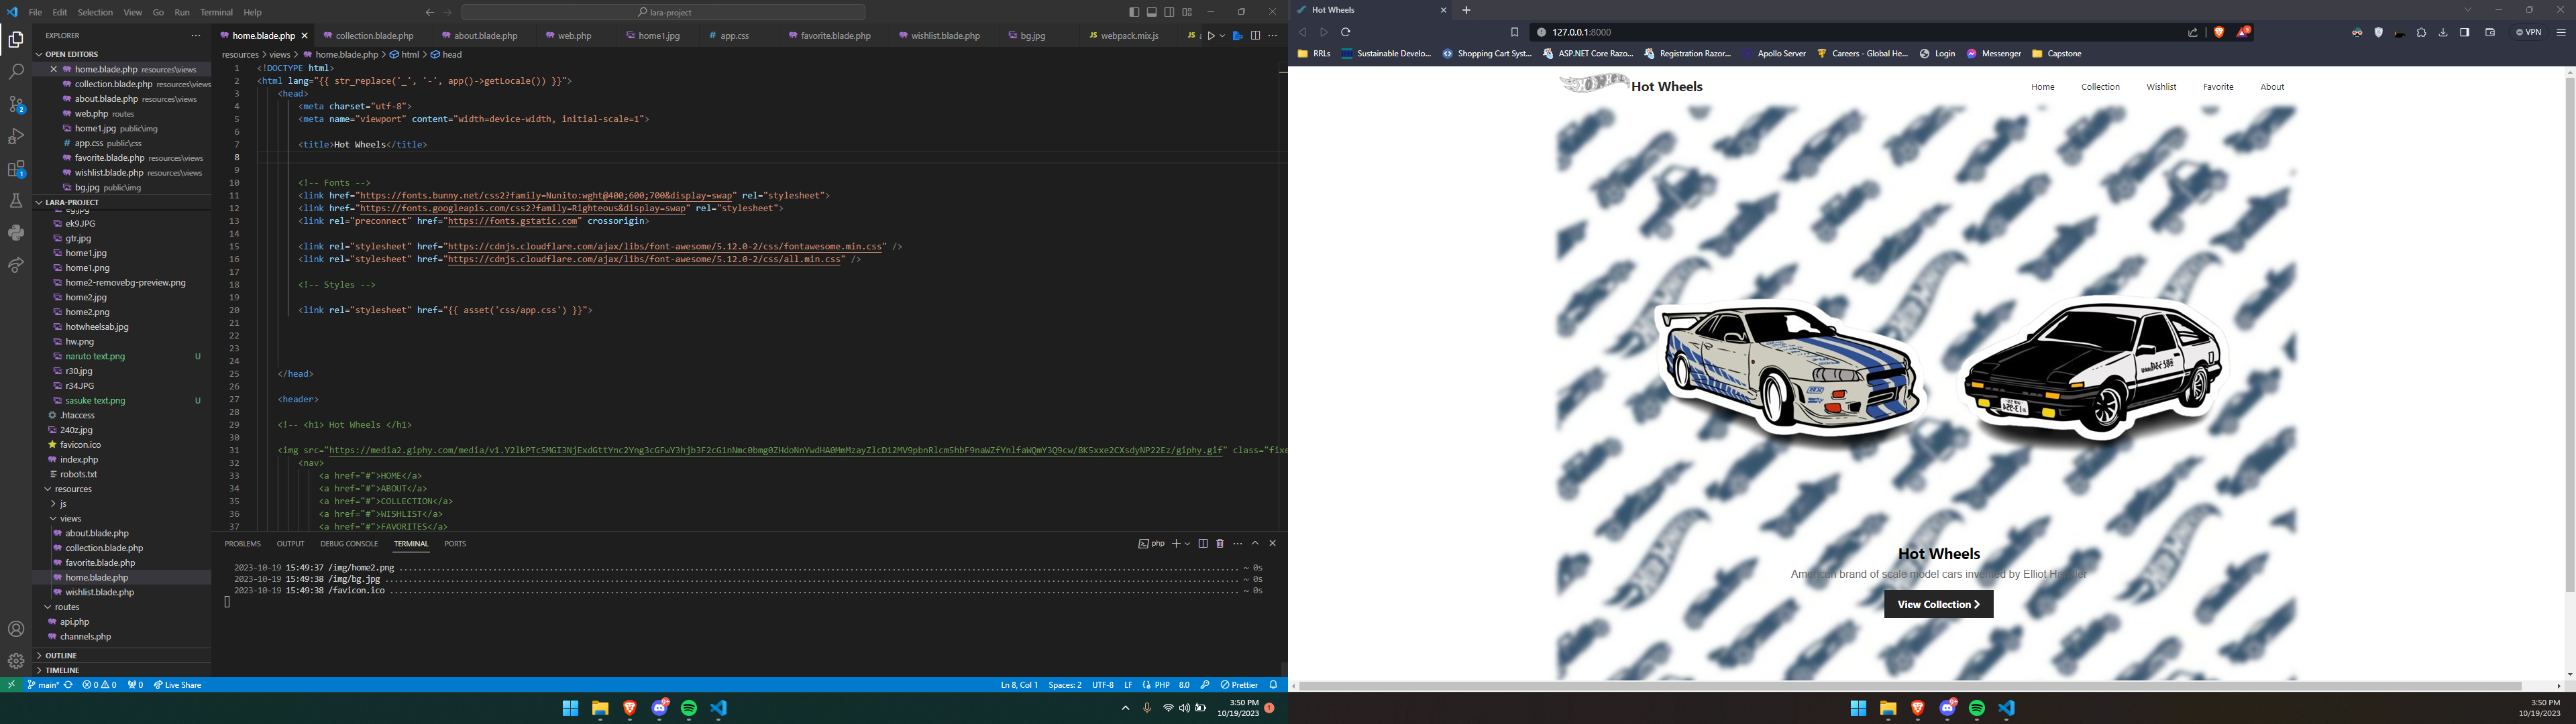 File Edit Selection View Go Run Terminal Help
lara-project
EXPLORER
OPEN EDITORS
home.blade.php resources\views
collection.blade.php resources\views
about.blade.php resources\views
web.php routes
home1.jpg public\img
app.css public\css
favorite.blade.php resources\views
wishlist.blade.php resources\views
bg.jpg public\img
LARA-PROJECT
ek9.JPG
gtr.jpg
home1.jpg
home1.png
home2-removebg-preview.png
home2.jpg
home2.png
hotwheelsab.jpg
hw.png
naruto text.png U
r30.jpg
r34.JPG
sasuke text.png U
.htaccess
240z.jpg
favicon.ico
index.php
robots.txt
resources
js
views
about.blade.php
collection.blade.php
favorite.blade.php
home.blade.php
wishlist.blade.php
routes
api.php
channels.php
OUTLINE
TIMELINE
home.blade.php collection.blade.php about.blade.php web.php home1.jpg app.css favorite.blade.php wishlist.blade.php bg.jpg webpack.mix.js
resources > views > home.blade.php > html > head
1 <!DOCTYPE html>
2 <html lang="{{ str_replace('_', '-', app()->getLocale()) }}">
3 <head>
4 <meta charset="utf-8">
5 <meta name="viewport" content="width=device-width, initial-scale=1">
6
7 <title>Hot Wheels</title>
8
9
10 <!-- Fonts -->
11 <link href="https://fonts.bunny.net/css2?family=Nunito:wght@400;600;700&display=swap" rel="stylesheet">
12 <link href="https://fonts.googleapis.com/css2?family=Righteous&display=swap" rel="stylesheet">
13 <link rel="preconnect" href="https://fonts.gstatic.com" crossorigin>
14
15 <link rel="stylesheet" href="https://cdnjs.cloudflare.com/ajax/libs/font-awesome/5.12.0-2/css/fontawesome.min.css" />
16 <link rel="stylesheet" href="https://cdnjs.cloudflare.com/ajax/libs/font-awesome/5.12.0-2/css/all.min.css" />
17
18 <!-- Styles -->
19
20 <link rel="stylesheet" href="{{ asset('css/app.css') }}">
21
22
23
24
25 </head>
26
27 <header>
28
29 <!-- <h1> Hot Wheels </h1>
30
31 <img src="
32 <nav>
33 <a href="#">HOME</a>
34 <a href="#">ABOUT</a>
35 <a href="#">COLLECTION</a>
36 <a href="#">WISHLIST</a>
37 <a href="#">FAVORITES</a>
PROBLEMS OUTPUT DEBUG CONSOLE TERMINAL PORTS
php
2023-10-19 15:49:37 /img/home2.png ~ 0s
2023-10-19 15:49:38 /img/bg.jpg ~ 0s
2023-10-19 15:49:38 /favicon.ico ~ 0s
main* 0 0 0 Live Share
Ln 8, Col 1 Spaces: 2 UTF-8 LF PHP 8.0 Prettier
3:50 PM
10/19/2023
Hot Wheels
127.0.0.1:8000
VPN
RRLs Sustainable Develo... Shopping Cart Syst... ASP.NET Core Razo... Registration Razor... Apollo Server Careers - Global He... Login Messenger Capstone
Hot Wheels
Home Collection Wishlist Favorite About
Hot Wheels
American brand of scale model cars invented by Elliot Handler
View Collection
3:50 PM
10/19/2023